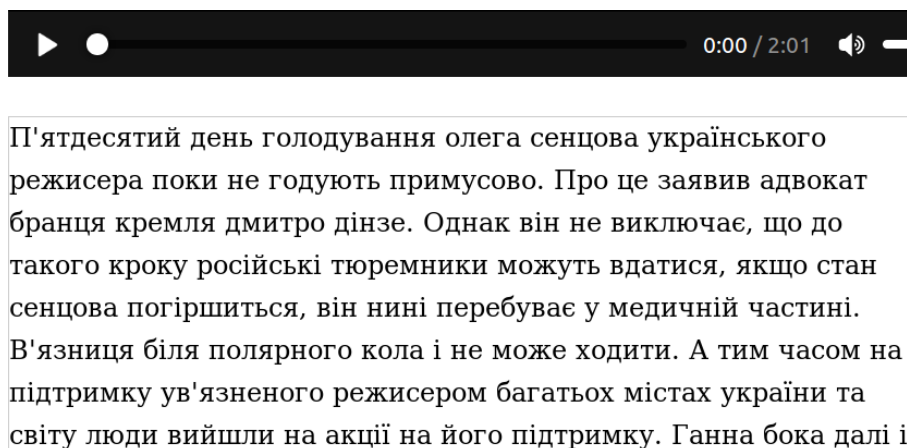 0:00 / 2:01
П'ятдесятий день голодування олега сенцова українського
режисера поки не годують примусово. Про це заявив адвокат
бранця кремля дмитро дінзе. Однак він не виключає, що до
такого кроку російські тюремники можуть вдатися, якщо стан
сенцова погіршиться, він нині перебуває у медичній частині.
В'язниця біля полярного кола і не може ходити. А тим часом на
підтримку ув'язненого режисером багатьох містах україни та
світу люди вийшли на акції на його підтримку. Ганна бока далі і